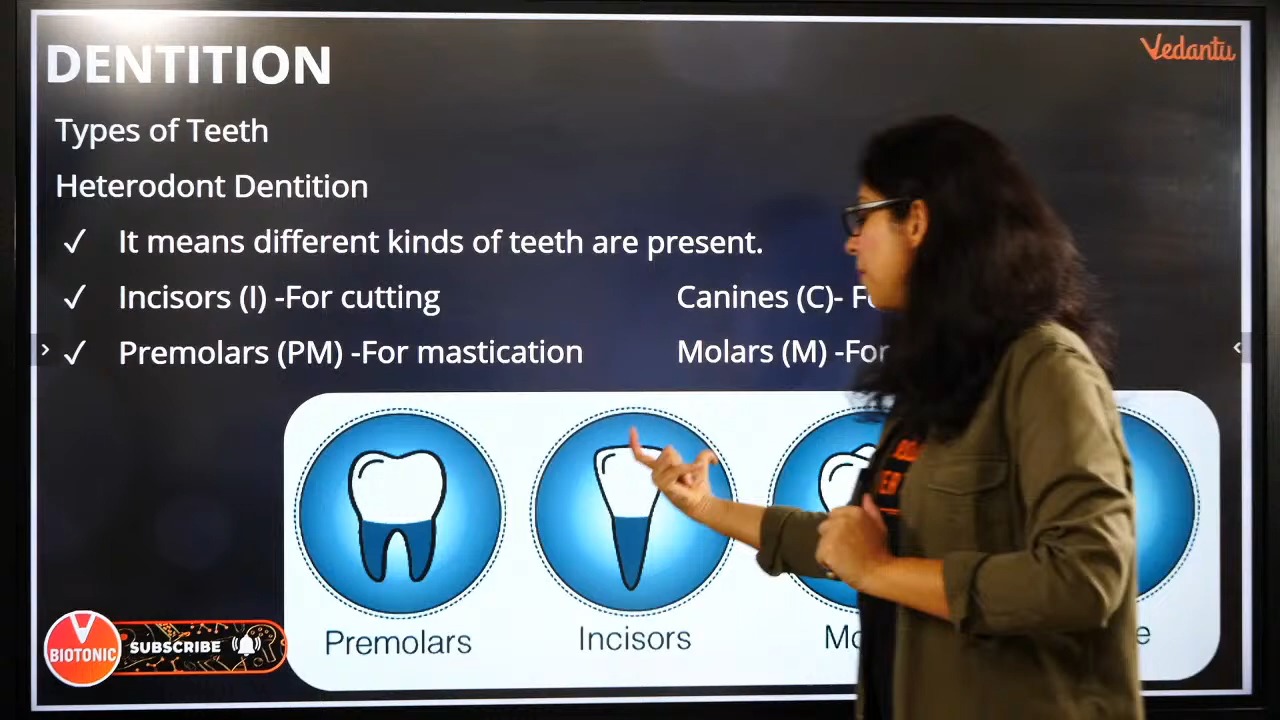 DENTITION
Vedantu
Types of Teeth
Heterodont Dentition
✓ It means different kinds of teeth are present.
✓ Incisors (I) -For cutting Canines (C)-
✓ Premolars (PM) -For mastication Molars (M) -For
Premolars Incisors
BIOTONIC SUBSCRIBE